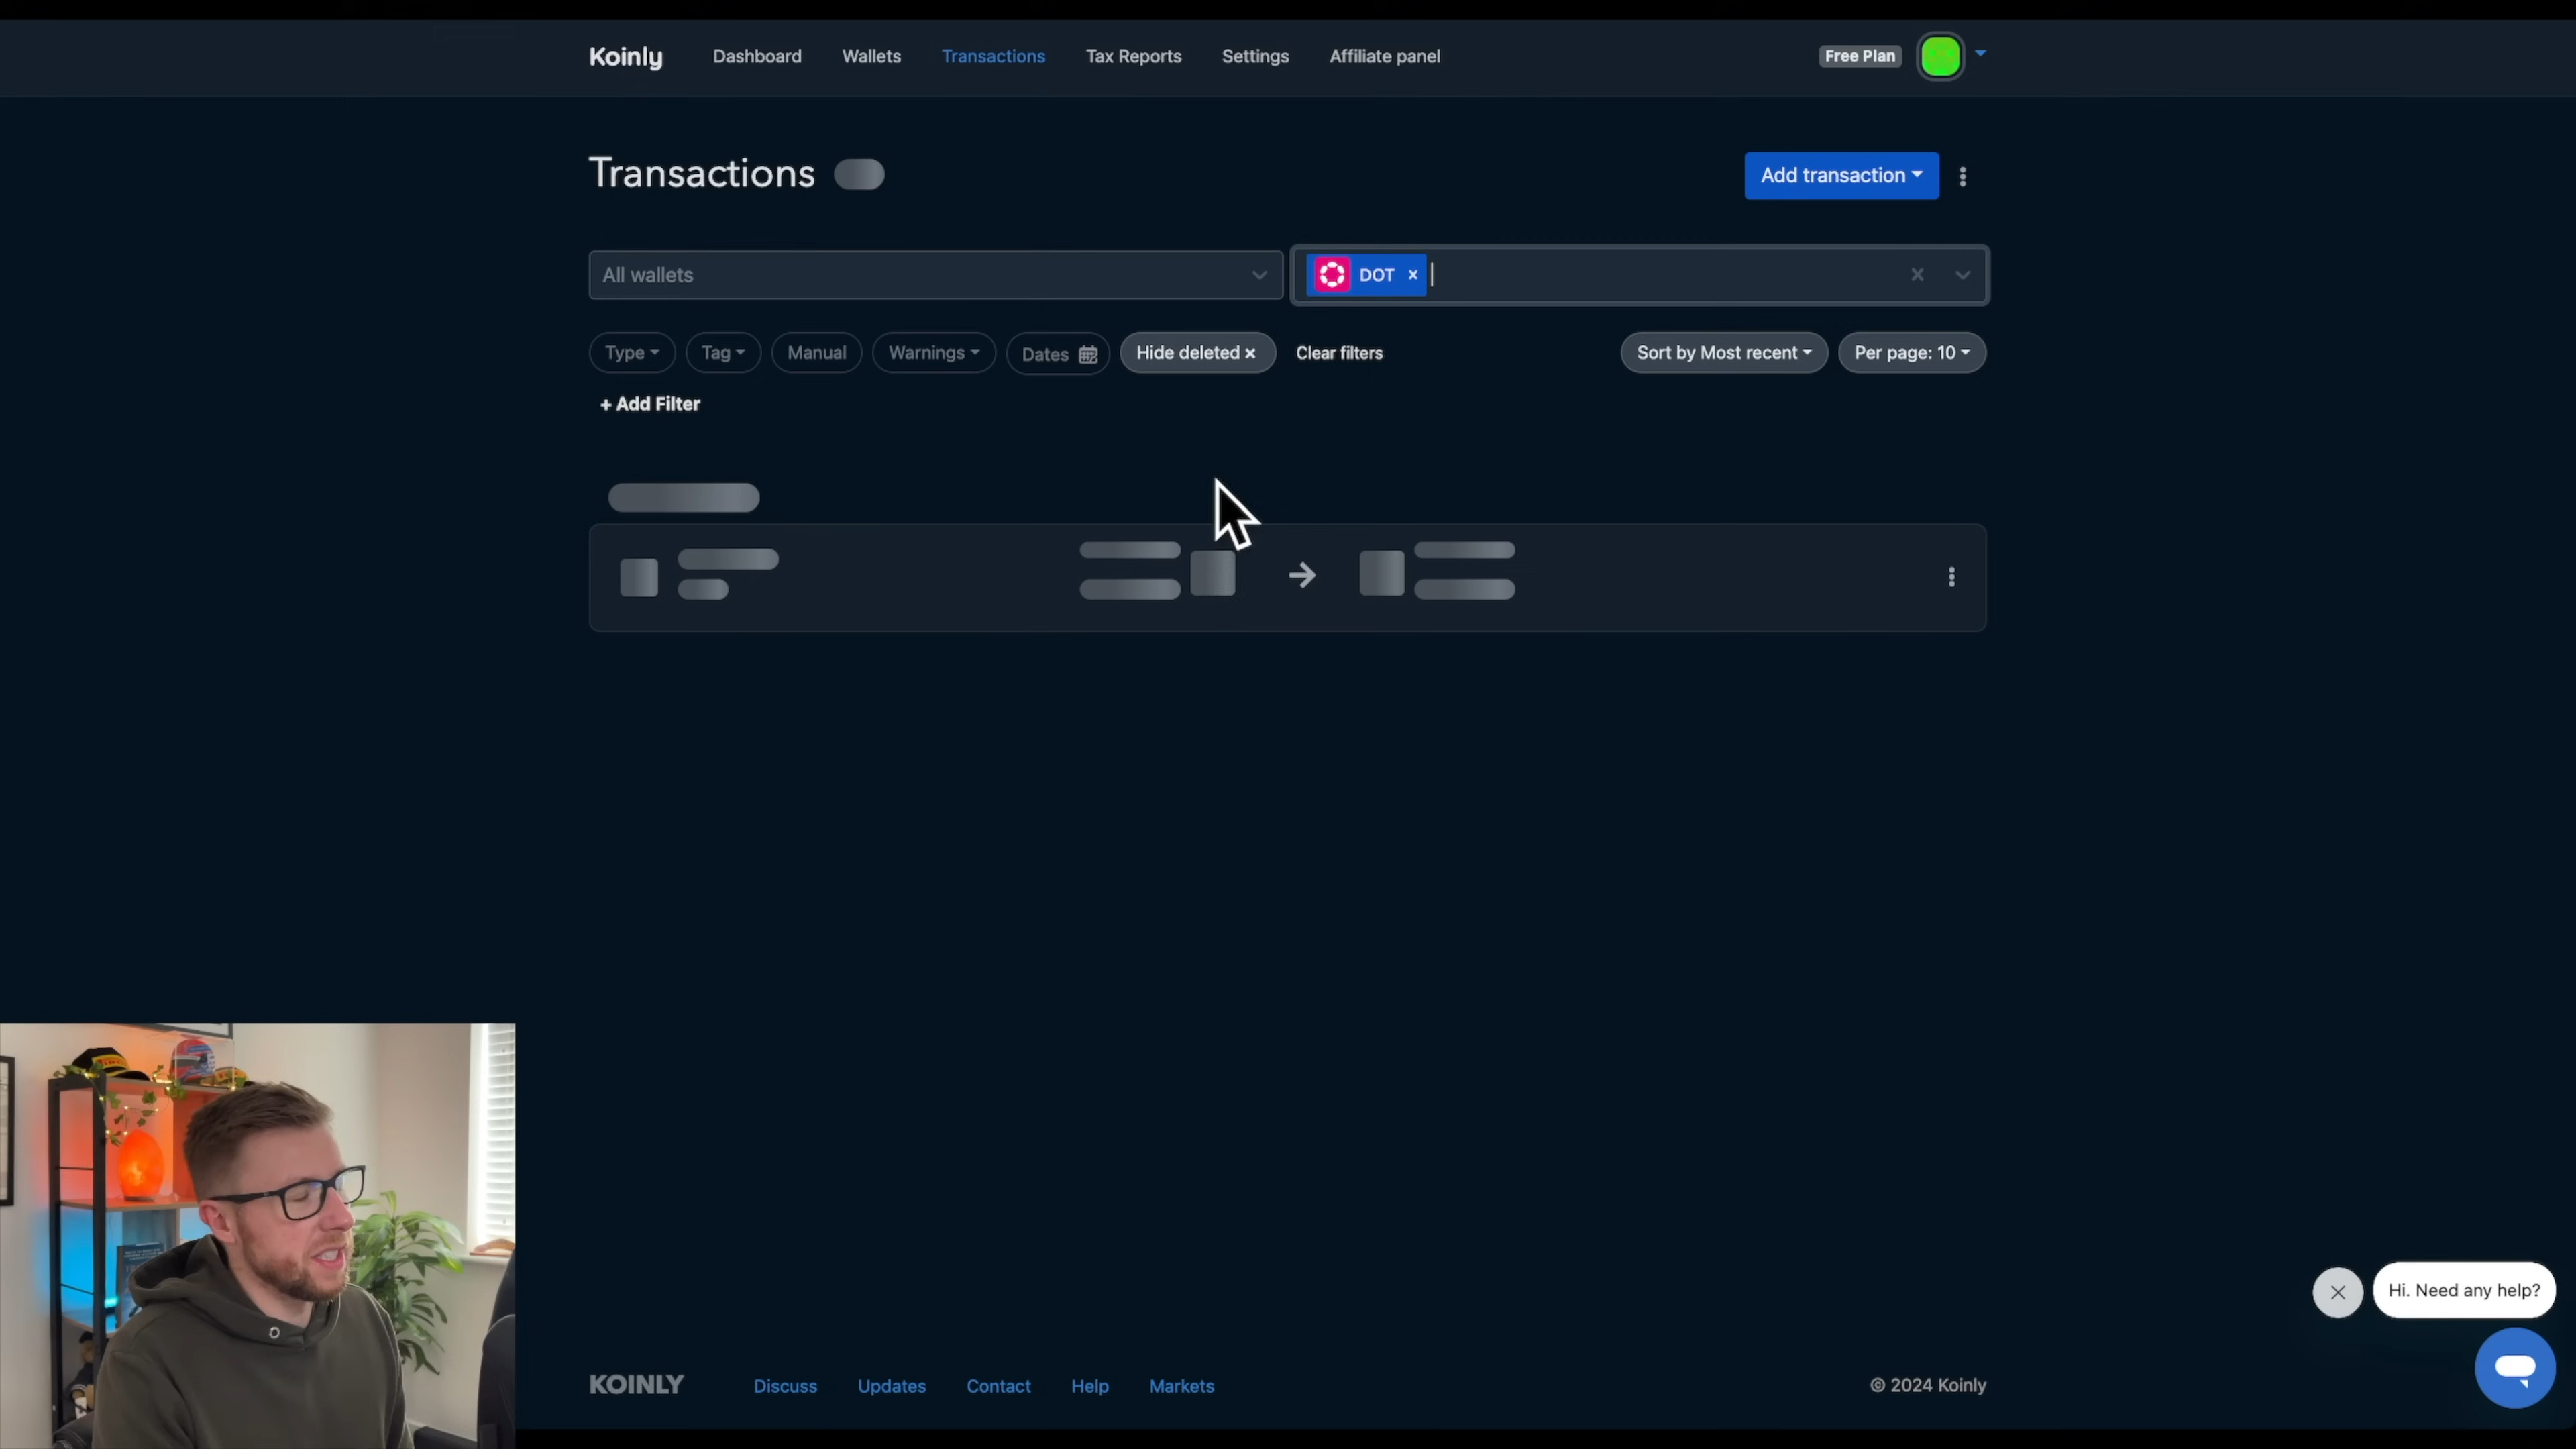 Koinly Dashboard Wallets Transactions Tax Reports Settings Affiliate panel Free Plan
Transactions Add transaction
All wallets DOT ×
Type Tag Manual Warnings Dates Hide deleted × Clear filters Sort by Most recent Per page: 10
+ Add Filter
Hi. Need any help?
KOINLY Discuss Updates Contact Help Markets © 2024 Koinly